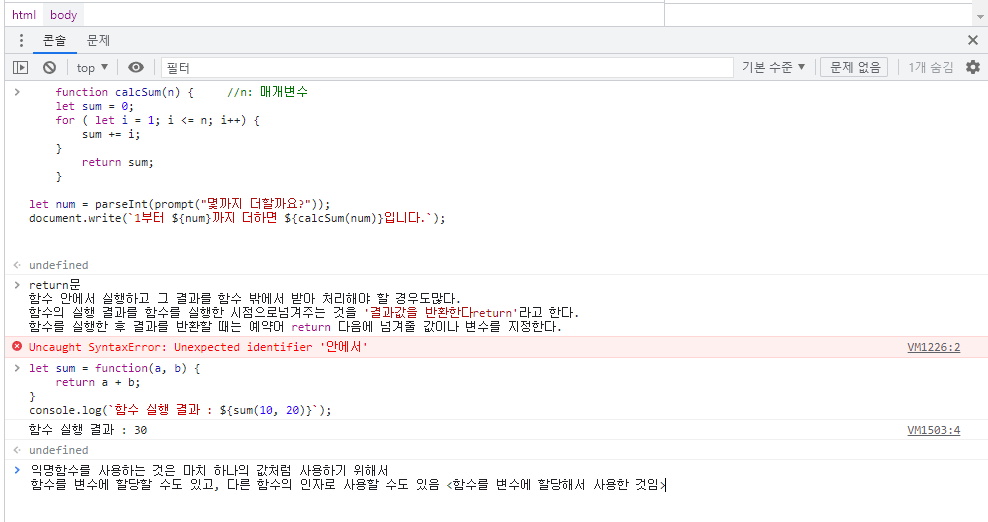 html body
콘솔 문제
top 필터 기본 수준 문제 없음 1개 숨김
function calcSum(n) { //n: 매개변수
let sum = 0;
for ( let i = 1; i <= n; i++) {
sum += i;
}
return sum;
}
let num = parseInt(prompt("몇까지 더할까요?"));
document.write(`1부터 ${num}까지 더하면 ${calcSum(num)}입니다.`);
undefined
return문
함수 안에서 실행하고 그 결과를 함수 밖에서 받아 처리해야 할 경우도많다.
함수의 실행 결과를 함수를 실행한 시점으로넘겨주는 것을 '결과값을 반환한다return'라고 한다.
함수를 실행한 후 결과를 반환할 때는 예약어 return 다음에 넘겨줄 값이나 변수를 지정한다.
Uncaught SyntaxError: Unexpected identifier '안에서' VM1226:2
let sum = function(a, b) {
return a + b;
}
console.log(`함수 실행 결과 : ${sum(10, 20)}`);
함수 실행 결과 : 30 VM1503:4
undefined
익명함수를 사용하는 것은 마치 하나의 값처럼 사용하기 위해서
함수를 변수에 할당할 수도 있고, 다른 함수의 인자로 사용할 수도 있음 <함수를 변수에 할당해서 사용한 것임>